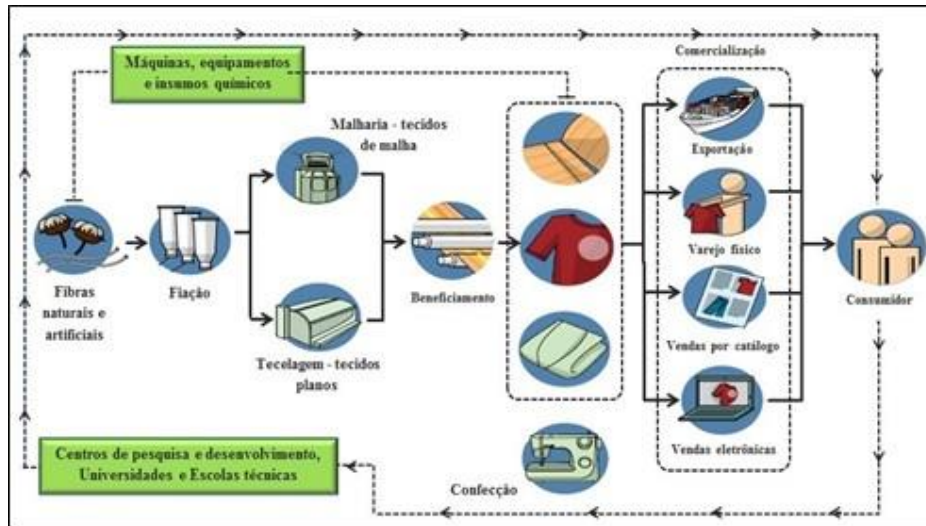 Máquinas, equipamentos
e insumos químicos
Comercialização
Malharia - tecidos
de malha
Exportação
Varejo físico
Fibras
naturais e
artificiais
Fiação
Beneficiamento
Consumidor
Tecelagem - tecidos
planos
Vendas por catálogo
Vendas eletrônicas
Centros de pesquisa e desenvolvimento,
Universidades e Escolas técnicas
Confecção